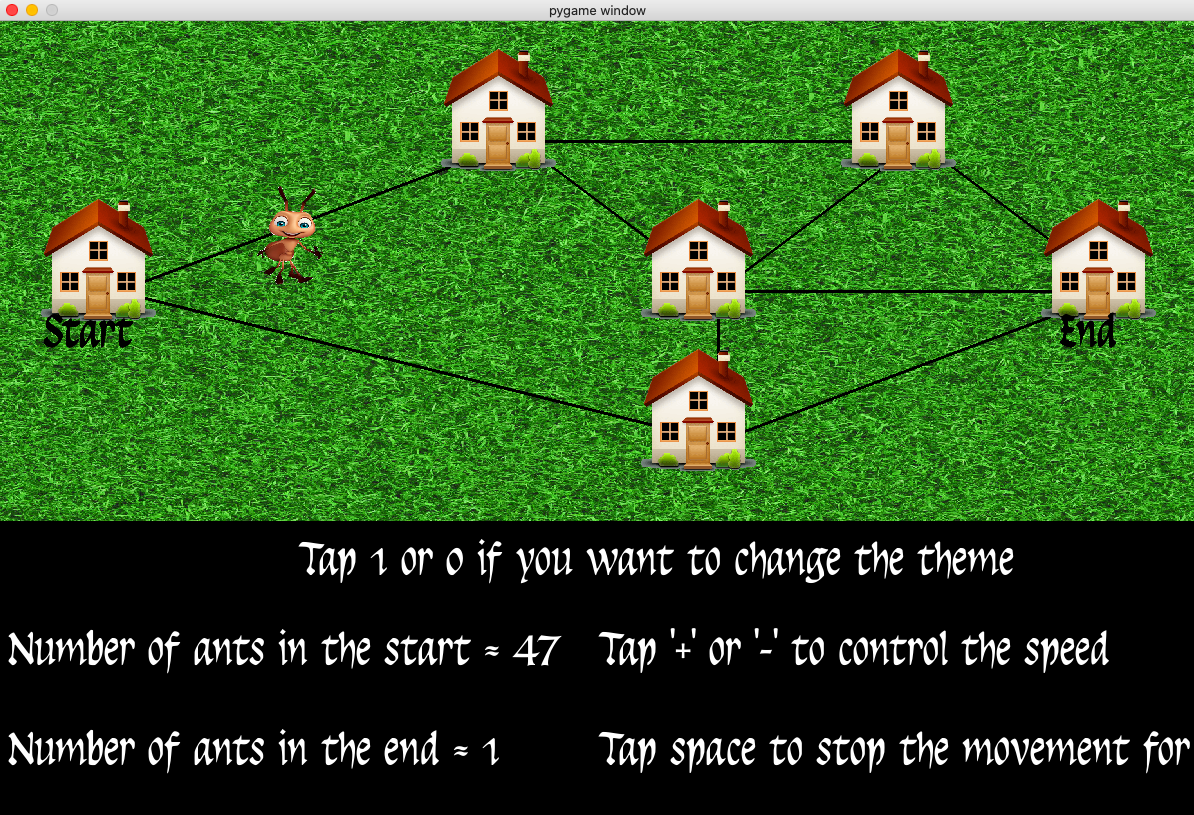 pygame window
Start
End
Tap 1 or 0 if you want to change the theme
Number of ants in the start = 47
Tap '+' or '-' to control the speed
Number of ants in the end = 1
Tap space to stop the movement for